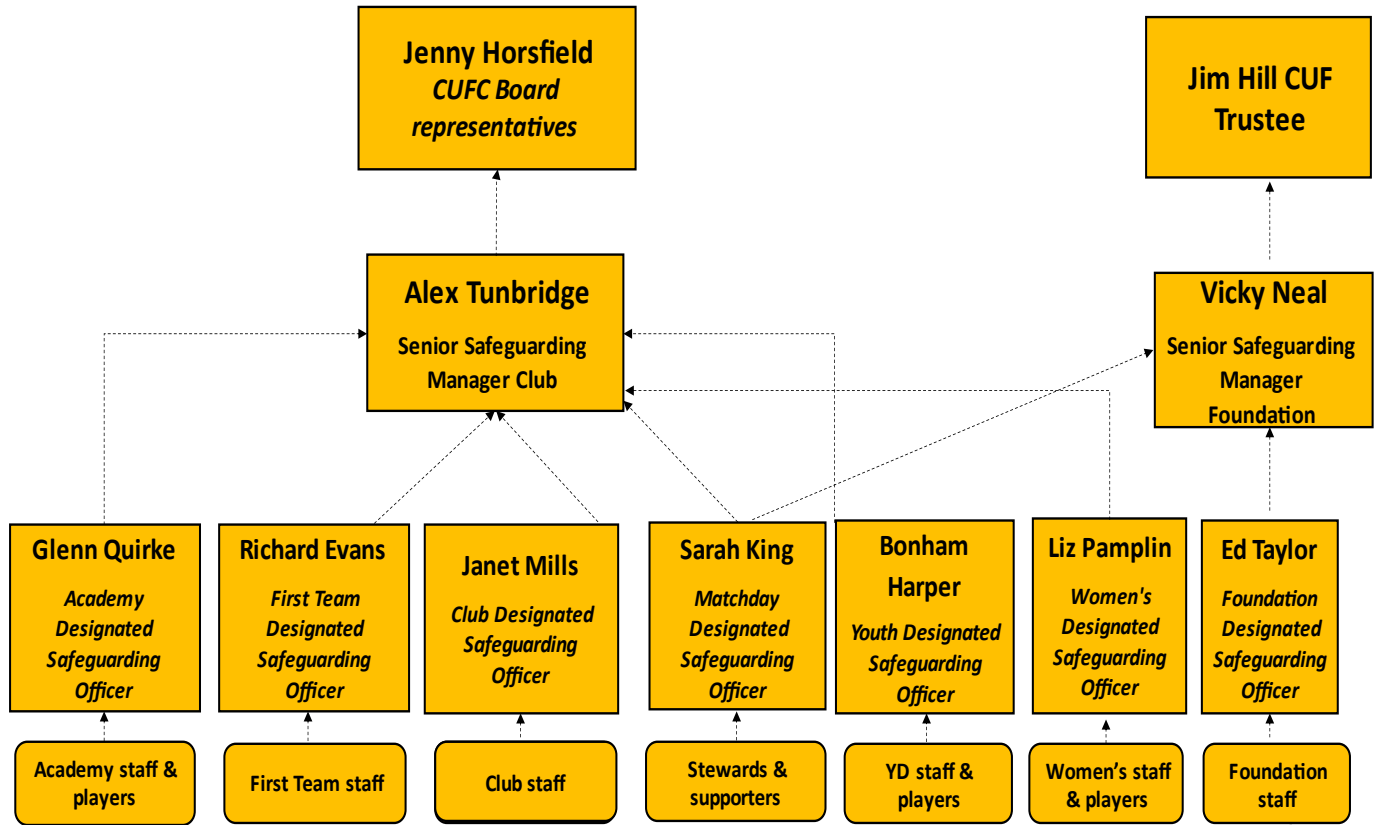 Jenny Horsfield
CUFC Board
representatives
Jim Hill CUF
Trustee
Alex Tunbridge
Senior Safeguarding
Manager Club
Vicky Neal
Senior Safeguarding
Manager
Foundation
Glenn Quirke
Academy
Designated
Safeguarding
Officer
Richard Evans
First Team
Designated
Safeguarding
Officer
Janet Mills
Club Designated
Safeguarding
Officer
Sarah King
Matchday
Designated
Safeguarding
Officer
Bonham
Harper
Youth Designated
Safeguarding
Officer
Liz Pamplin
Women's
Designated
Safeguarding
Officer
Ed Taylor
Foundation
Designated
Safeguarding
Officer
Academy staff &
players
First Team staff
Club staff
Stewards &
supporters
YD staff &
players
Women’s staff
& players
Foundation
staff